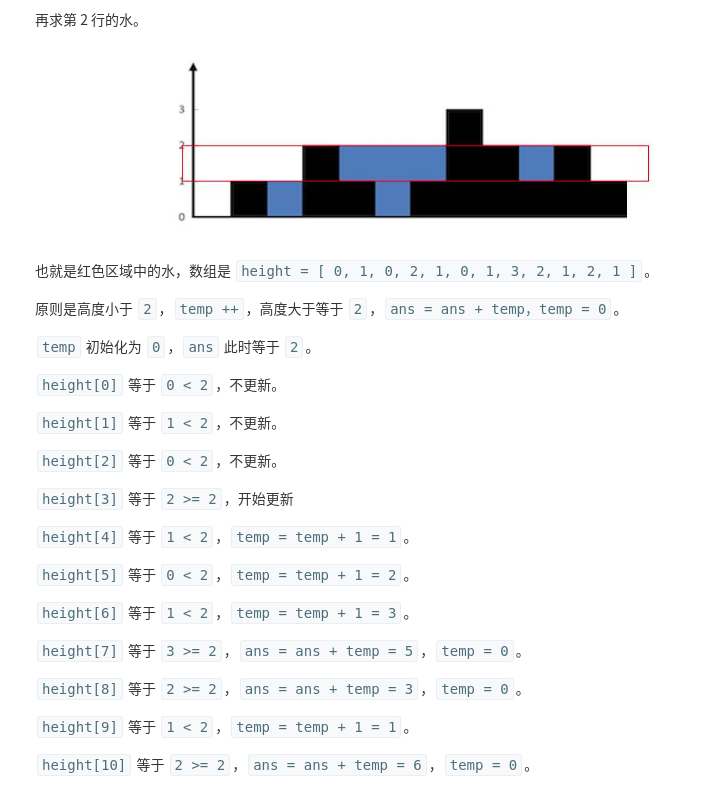 再求第 2 行的水。
3
2
1
0
也就是红色区域中的水，数组是 height = [ 0, 1, 0, 2, 1, 0, 1, 3, 2, 1, 2, 1 ] 。
原则是高度小于 2 ， temp ++ ，高度大于等于 2 ， ans = ans + temp，temp = 0 。
temp 初始化为 0 ， ans 此时等于 2 。
height[0] 等于 0 < 2 ，不更新。
height[1] 等于 1 < 2 ，不更新。
height[2] 等于 0 < 2 ，不更新。
height[3] 等于 2 >= 2 ，开始更新
height[4] 等于 1 < 2 ， temp = temp + 1 = 1 。
height[5] 等于 0 < 2 ， temp = temp + 1 = 2 。
height[6] 等于 1 < 2 ， temp = temp + 1 = 3 。
height[7] 等于 3 >= 2 ， ans = ans + temp = 5 ， temp = 0 。
height[8] 等于 2 >= 2 ， ans = ans + temp = 3 ， temp = 0 。
height[9] 等于 1 < 2 ， temp = temp + 1 = 1 。
height[10] 等于 2 >= 2 ， ans = ans + temp = 6 ， temp = 0 。